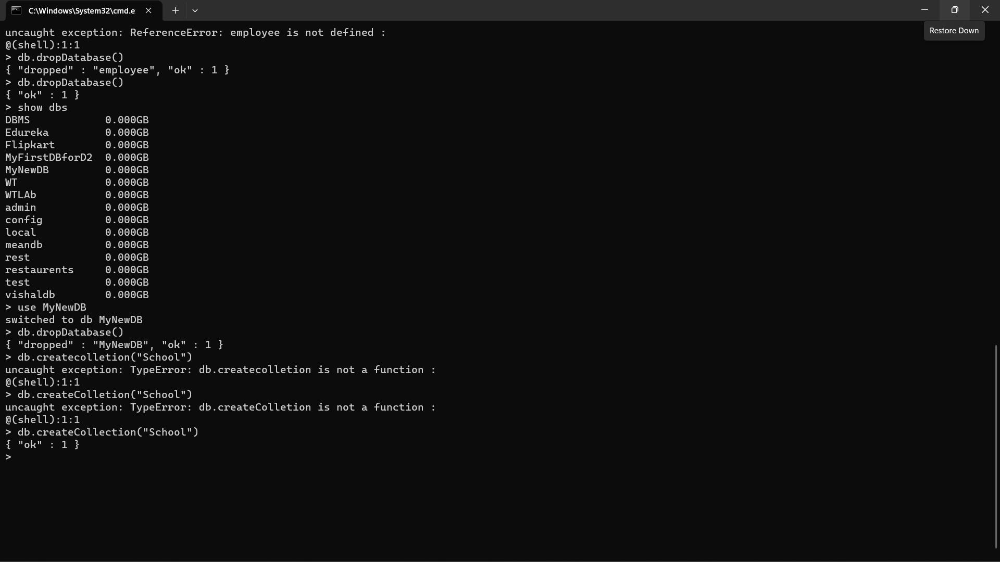 C:\Windows\System32\cmd.e
Restore Down
uncaught exception: ReferenceError: employee is not defined :
@(shell):1:1
> db.dropDatabase()
{ "dropped" : "employee", "ok" : 1 }
> db.dropDatabase()
{ "ok" : 1 }
> show dbs
DBMS            0.000GB
Edureka         0.000GB
Flipkart        0.000GB
MyFirstDBforD2  0.000GB
MyNewDB         0.000GB
WT              0.000GB
WTLAb           0.000GB
admin           0.000GB
config          0.000GB
local           0.000GB
meandb          0.000GB
rest            0.000GB
restaurents     0.000GB
test            0.000GB
vishaldb        0.000GB
> use MyNewDB
switched to db MyNewDB
> db.dropDatabase()
{ "dropped" : "MyNewDB", "ok" : 1 }
> db.createcolletion("School")
uncaught exception: TypeError: db.createcolletion is not a function :
@(shell):1:1
> db.createColletion("School")
uncaught exception: TypeError: db.createColletion is not a function :
@(shell):1:1
> db.createCollection("School")
{ "ok" : 1 }
>